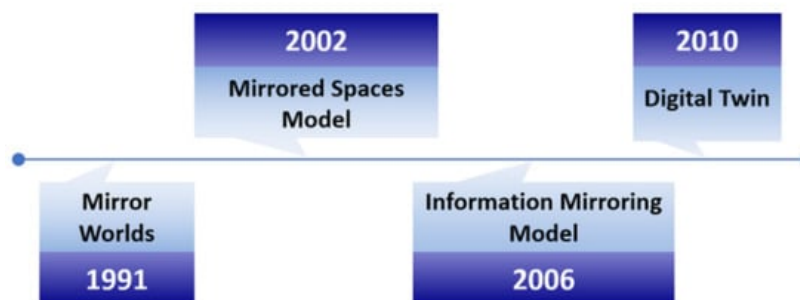 2002
Mirrored Spaces
Model
2010
Digital Twin
Mirror
Worlds
1991
Information Mirroring
Model
2006